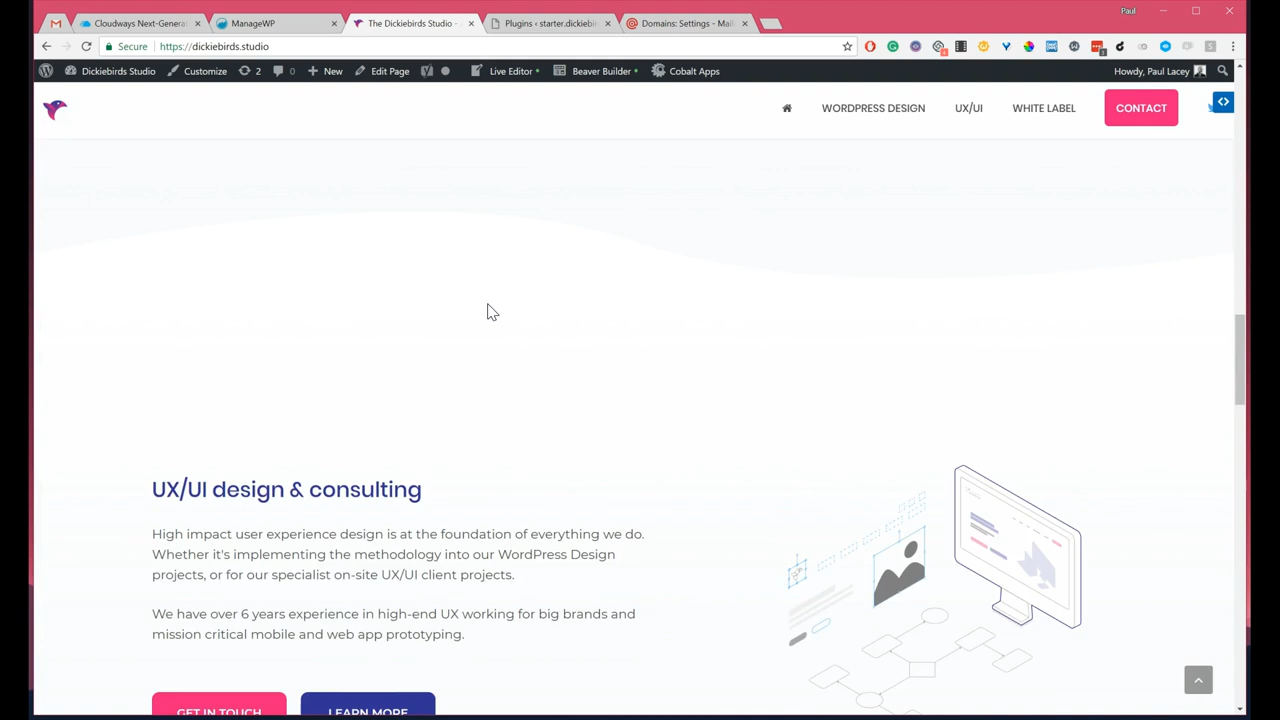 Paul
Cloudways Next-Genera
ManageWP
The Dickiebirds Studio -
Plugins ‹ starter.dickiebi
Domains: Settings - Mail
Secure
https://dickiebirds.studio
Dickiebirds Studio
Customize
2
0
New
Edit Page
Live Editor
Beaver Builder
Cobalt Apps
Howdy, Paul Lacey
WORDPRESS DESIGN
UX/UI
WHITE LABEL
CONTACT
UX/UI design & consulting
High impact user experience design is at the foundation of everything we do.
Whether it's implementing the methodology into our WordPress Design
projects, or for our specialist on-site UX/UI client projects.
We have over 6 years experience in high-end UX working for big brands and
mission critical mobile and web app prototyping.
GET IN TOUCH
LEARN MORE